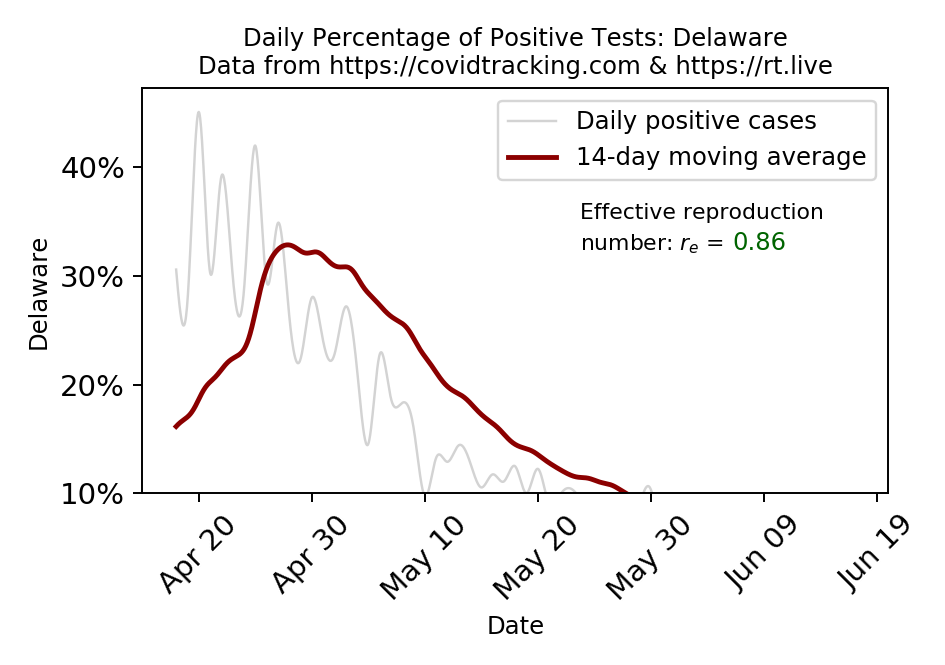 Daily Percentage of Positive Tests: Delaware
Data from https://covidtracking.com & https://rt.live
Daily positive cases
14-day moving average
Effective reproduction
number: rₑ = 0.86
Delaware
40%
30%
20%
10%
Apr 20
Apr 30
May 10
May 20
May 30
Jun 09
Jun 19
Date